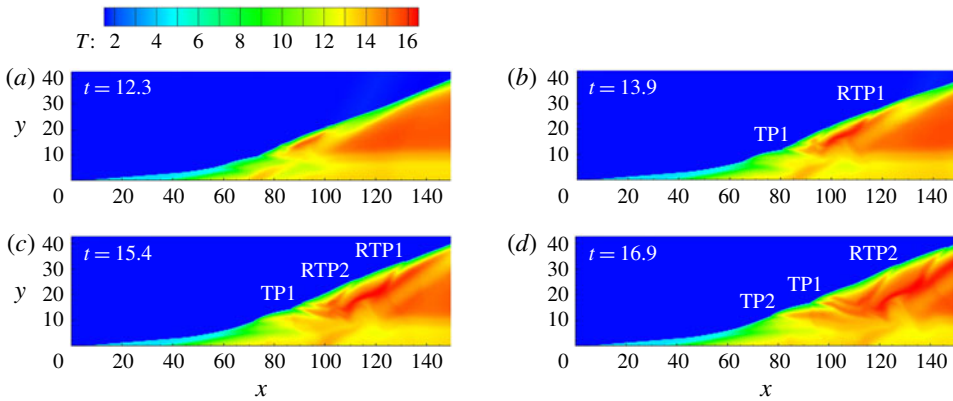 T: 2 4 6 8 10 12 14 16
(a) 40 t = 12.3
30
y 20
10
0 20 40 60 80 100 120 140
(b) 40 t = 13.9 RTP1
30
20 TP1
10
0 20 40 60 80 100 120 140
(c) 40 t = 15.4 RTP1
30 RTP2
y 20 TP1
10
0 20 40 60 80 100 120 140
x
(d) 40 t = 16.9 RTP2
30 TP1
20 TP2
10
0 20 40 60 80 100 120 140
x